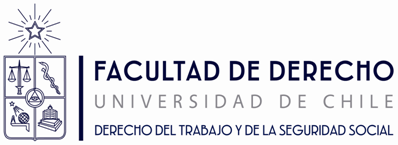 FACULTAD DE DERECHO
UNIVERSIDAD DE CHILE
DERECHO DEL TRABAJO Y DE LA SEGURIDAD SOCIAL